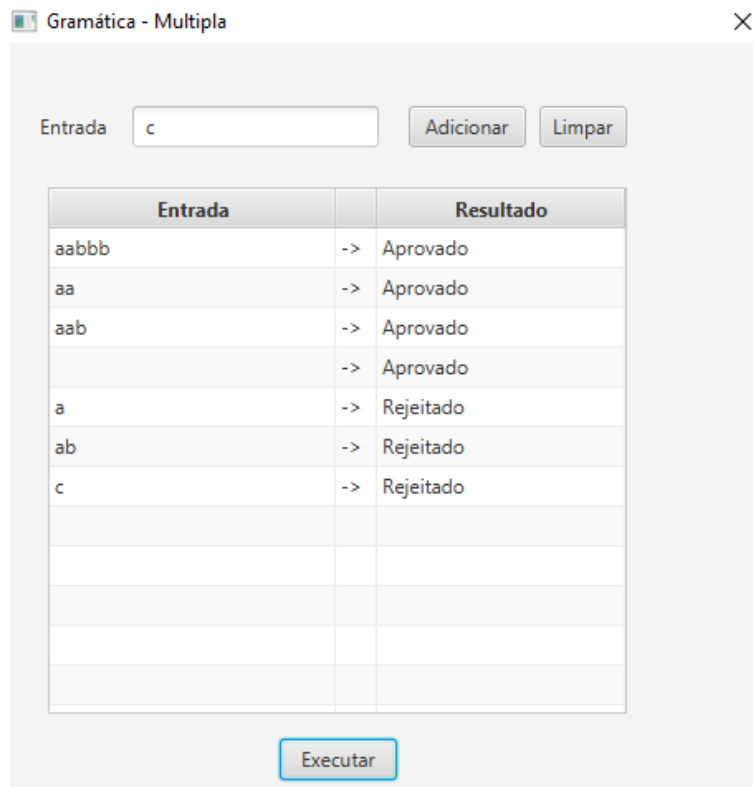 Gramática - Multipla
Entrada c Adicionar Limpar
Entrada Resultado
aabbb -> Aprovado
aa -> Aprovado
aab -> Aprovado
-> Aprovado
a -> Rejeitado
ab -> Rejeitado
c -> Rejeitado
Executar